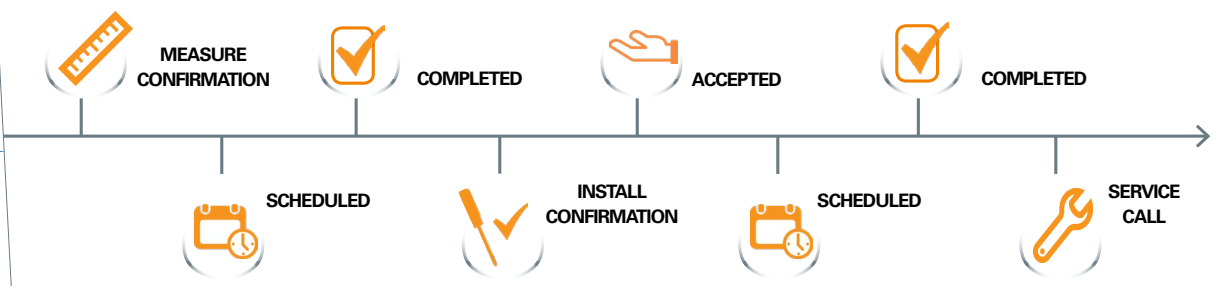 MEASURE
CONFIRMATION
SCHEDULED
COMPLETED
INSTALL
CONFIRMATION
ACCEPTED
SCHEDULED
COMPLETED
SERVICE
CALL